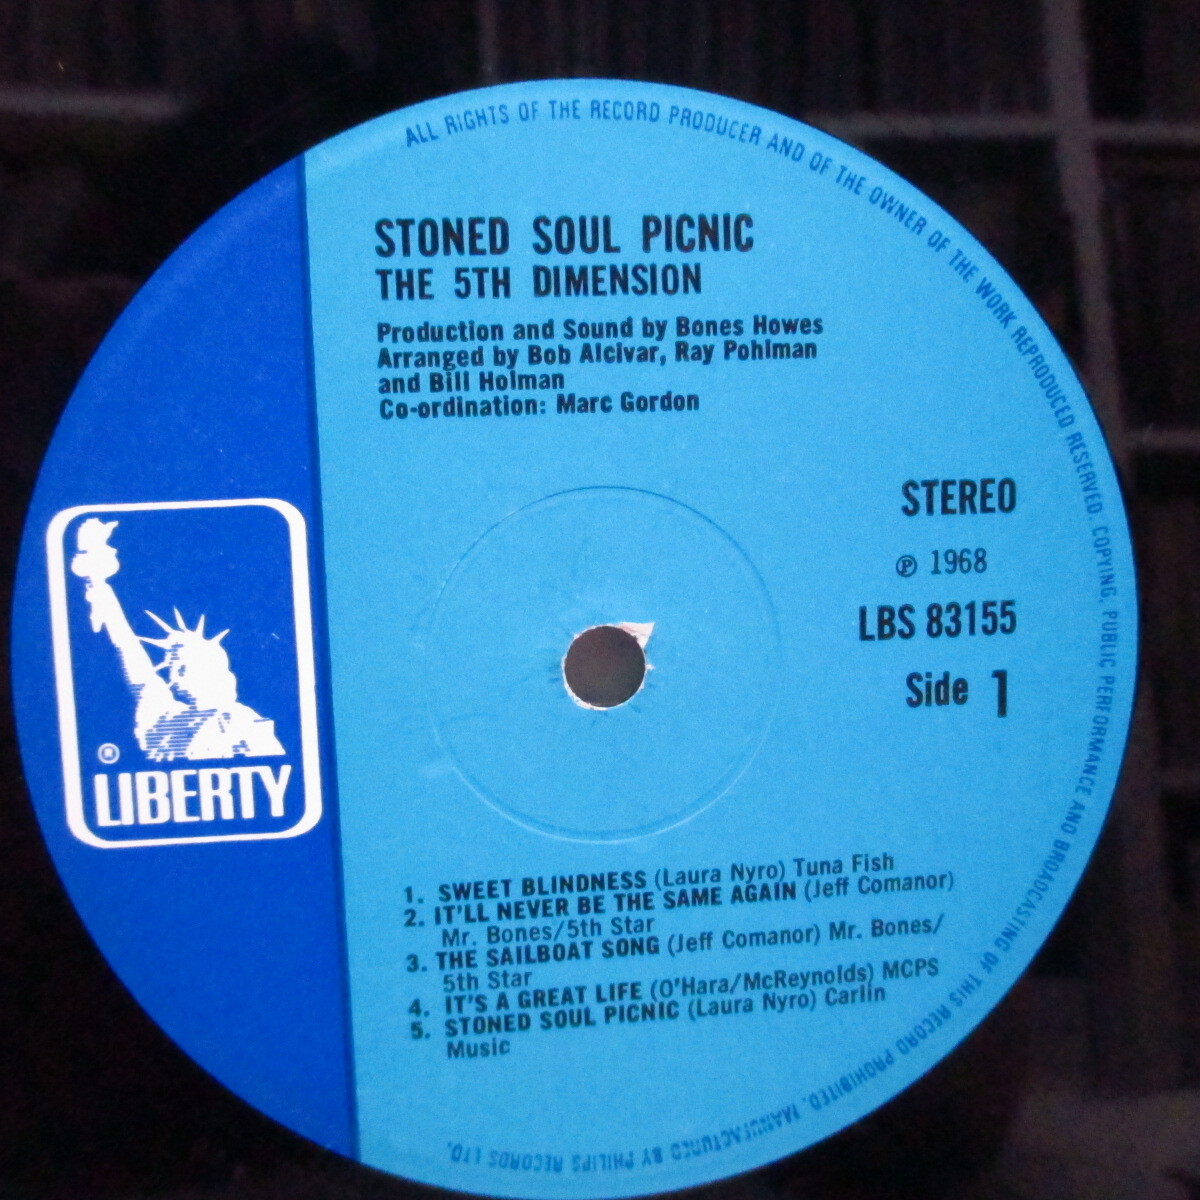 ALL RIGHTS OF THE RECORD PRODUCER AND OF THE OWNER OF THE WORK REPRODUCED RESERVED. COPYING, PUBLIC PERFORMANCE AND BROADCASTING OF THIS RECORD PROHIBITED. MANUFACTURED BY PHILIPS RECORDS LTD.
STONED SOUL PICNIC
THE 5TH DIMENSION
Production and Sound by Bones Howes
Arranged by Bob Alcivar, Ray Pohlman
and Bill Holman
Co-ordination: Marc Gordon
STEREO
℗ 1968
LBS 83155
Side 1
®
LIBERTY
1. SWEET BLINDNESS (Laura Nyro) Tuna Fish
2. IT'LL NEVER BE THE SAME AGAIN (Jeff Comanor)
Mr. Bones/5th Star
3. THE SAILBOAT SONG (Jeff Comanor) Mr. Bones/
5th Star
4. IT'S A GREAT LIFE (O'Hara/McReynolds) MCPS
5. STONED SOUL PICNIC (Laura Nyro) Carlin
Music